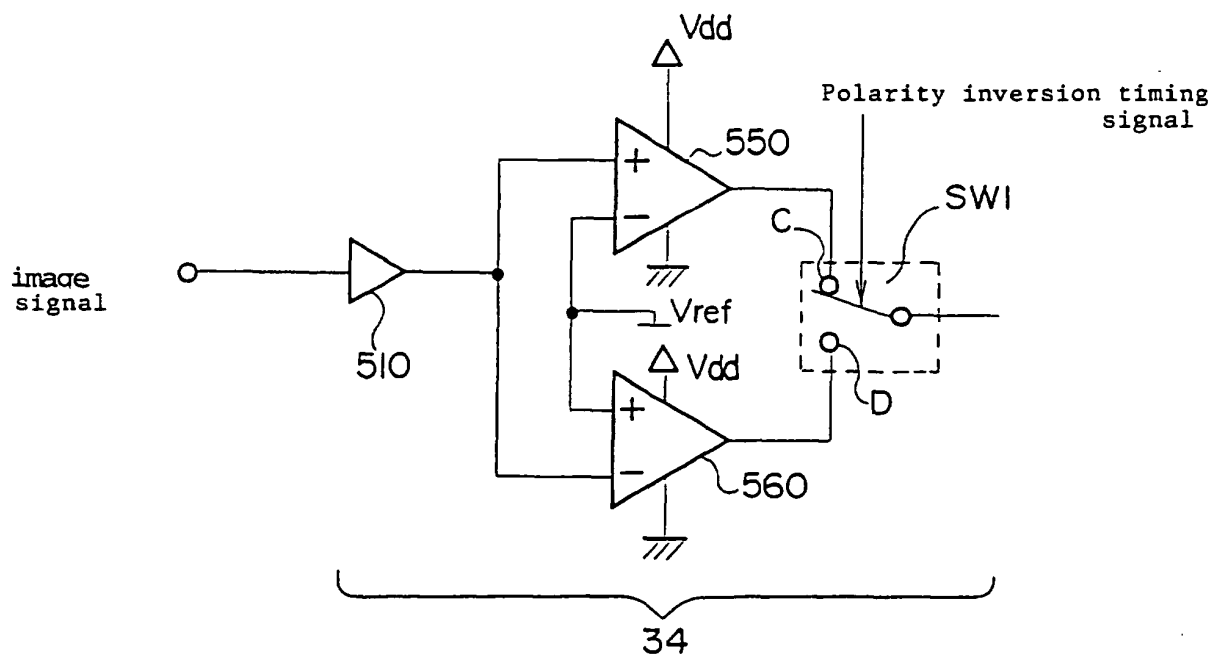 Vdd
Polarity inversion timing
signal
550
+
−
C
SW1
image
signal
510
Vref
Vdd
D
+
−
560
34